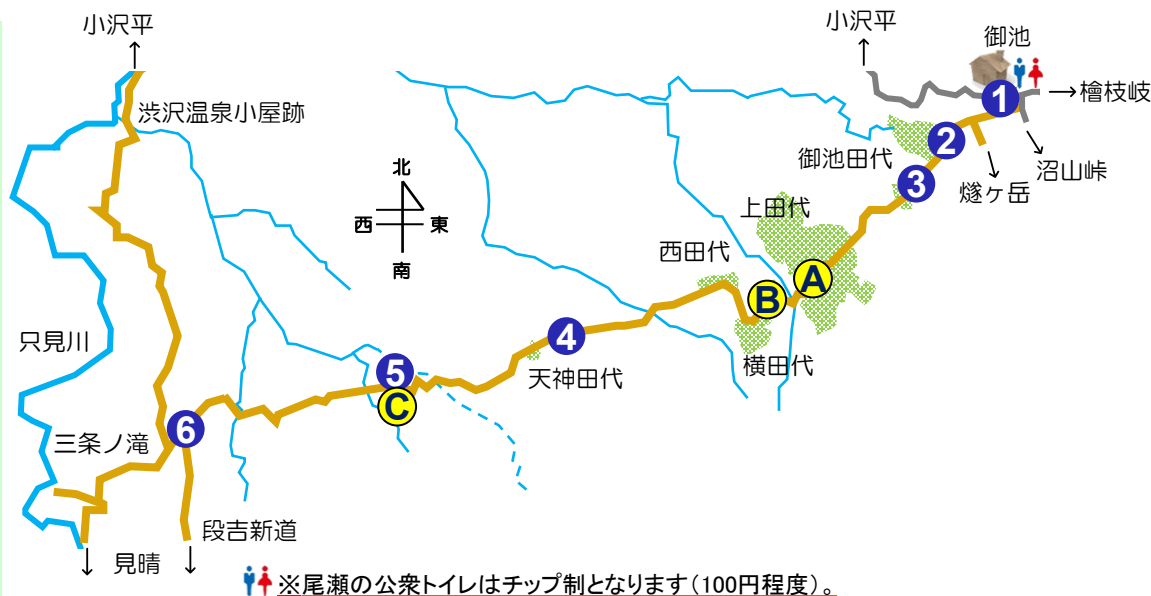 小沢平
渋沢温泉小屋跡
北
西
東
南
小沢平
御池
1
→檜枝岐
2
御池田代
3
沼山峠
燧ヶ岳
上田代
A
西田代
B
横田代
4
天神田代
5
C
只見川
6
三条ノ滝
段吉新道
見晴
※尾瀬の公衆トイレはチップ制となります(100円程度)。